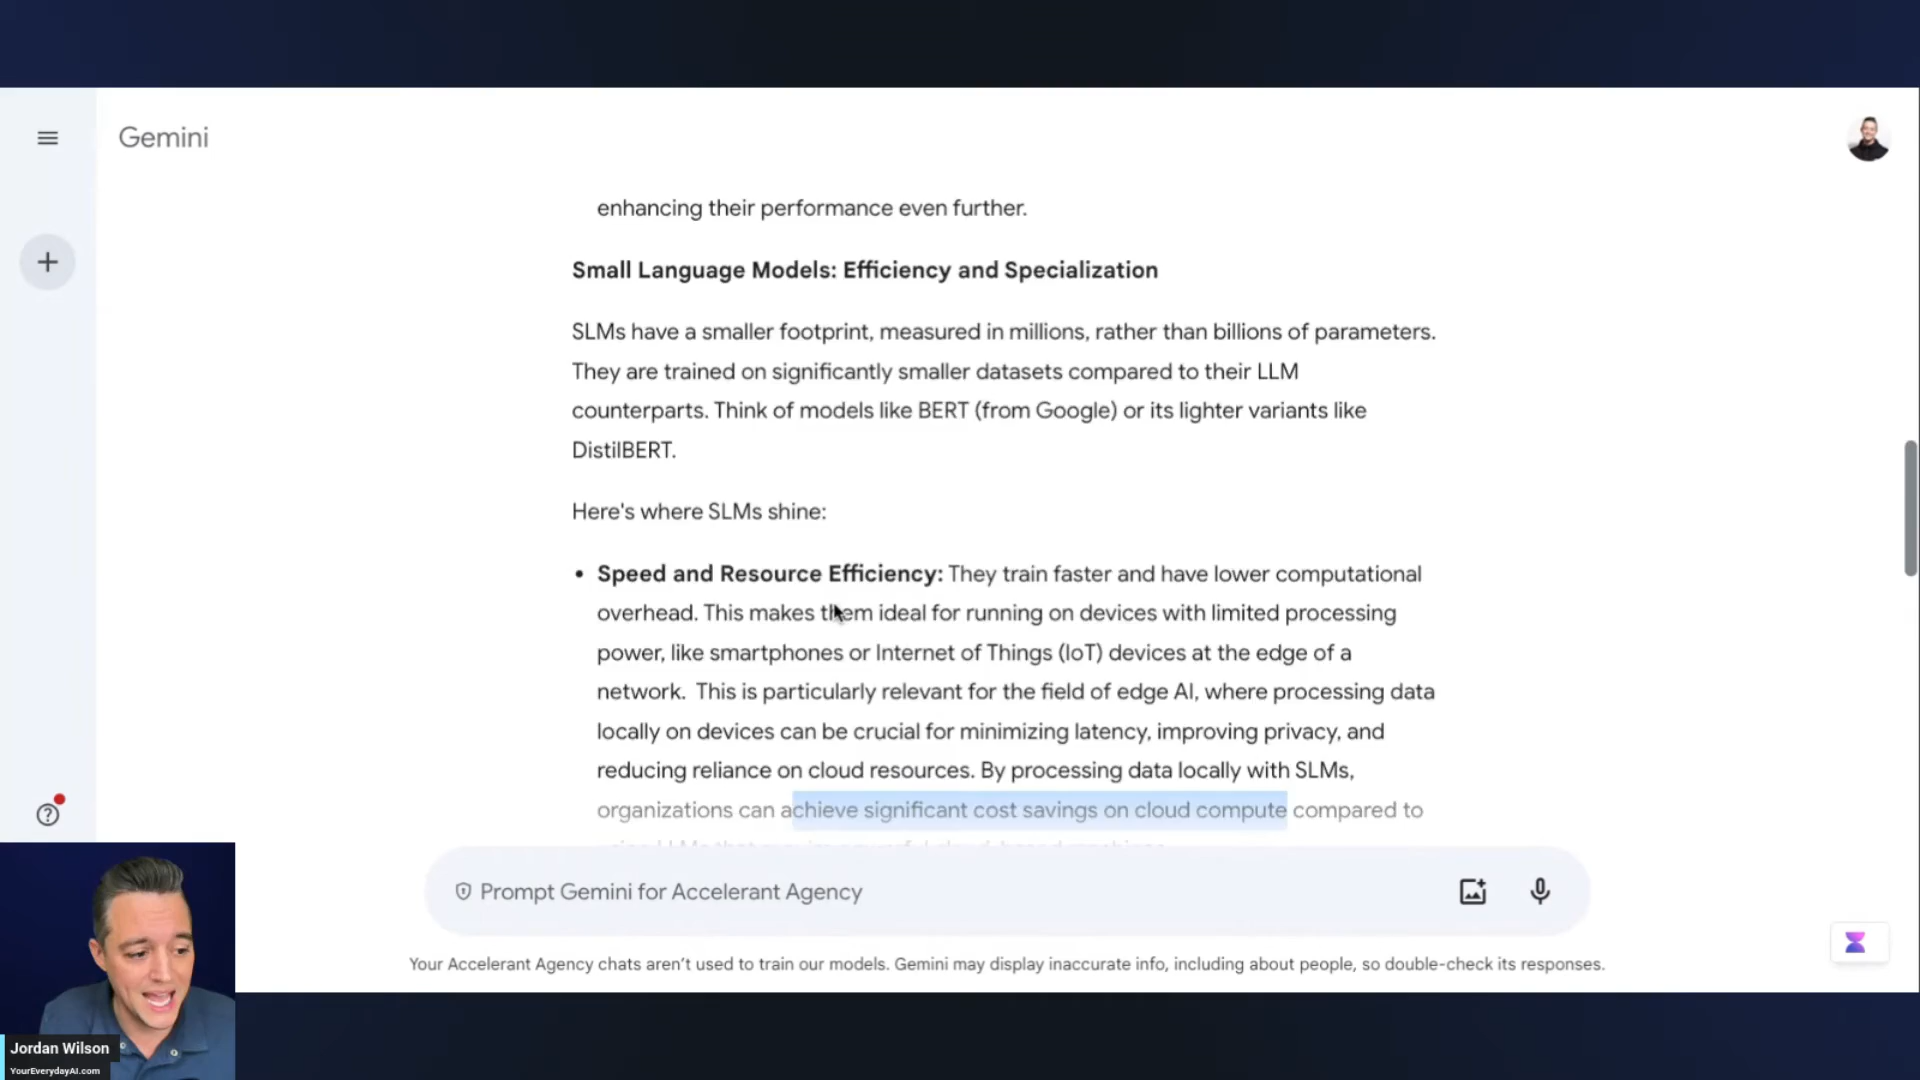 Gemini
enhancing their performance even further.
Small Language Models: Efficiency and Specialization
SLMs have a smaller footprint, measured in millions, rather than billions of parameters.
They are trained on significantly smaller datasets compared to their LLM
counterparts. Think of models like BERT (from Google) or its lighter variants like
DistilBERT.
Here's where SLMs shine:
• Speed and Resource Efficiency: They train faster and have lower computational
overhead. This makes them ideal for running on devices with limited processing
power, like smartphones or Internet of Things (IoT) devices at the edge of a
network. This is particularly relevant for the field of edge AI, where processing data
locally on devices can be crucial for minimizing latency, improving privacy, and
reducing reliance on cloud resources. By processing data locally with SLMs,
organizations can achieve significant cost savings on cloud compute compared to
Prompt Gemini for Accelerant Agency
Your Accelerant Agency chats aren't used to train our models. Gemini may display inaccurate info, including about people, so double-check its responses.
Jordan Wilson
YourEverydayAI.com